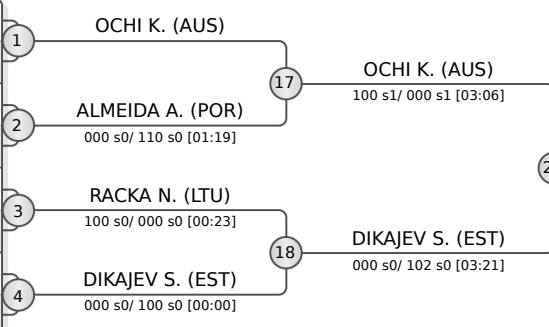 OCHI K. (AUS)
1
17
OCHI K. (AUS)
100 s1/ 000 s1 [03:06]
ALMEIDA A. (POR)
2
000 s0/ 110 s0 [01:19]
2
RACKA N. (LTU)
3
100 s0/ 000 s0 [00:23]
18
DIKAJEV S. (EST)
000 s0/ 102 s0 [03:21]
DIKAJEV S. (EST)
4
000 s0/ 100 s0 [00:00]